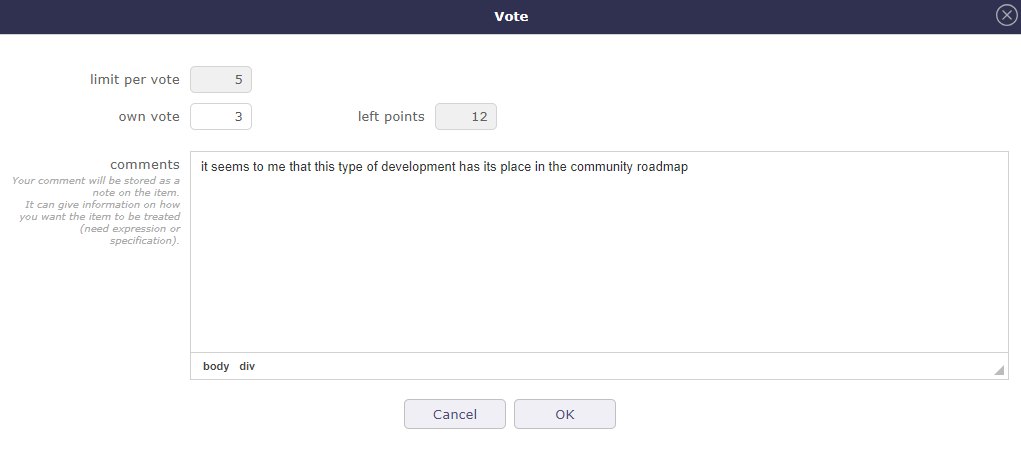 Vote
limit per vote 5
own vote 3 left points 12
comments
Your comment will be stored as a
note on the item.
It can give information on how
you want the item to be treated
(need expression or
specification).
it seems to me that this type of development has its place in the community roadmap
body div
Cancel OK